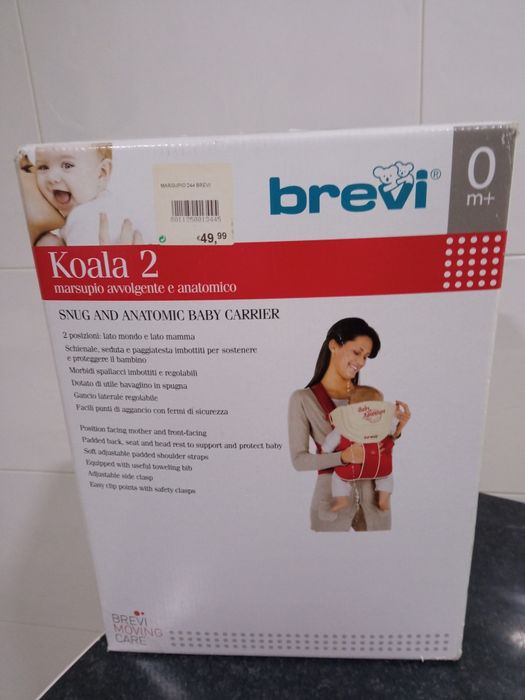 MARSUPIO 244 BREVI
€49,99
brevi®
0
m+
Koala 2
marsupio avvolgente e anatomico
SNUG AND ANATOMIC BABY CARRIER
2 posizioni: lato mondo e lato mamma
Schienale, seduta e paggiatesta imbottiti per sostenere
e proteggere il bambino
Morbidi spallacci imbottiti e regolabili
Dotato di utile bavaglino in spugna
Gancio laterale regolabile
Facili punti di aggancio con fermi di sicurezza
Position facing mother and front-facing
Padded back, seat and head rest to support and protect baby
Soft adjustable padded shoulder straps
Equipped with useful toweling bib
Adjustable side clasp
Easy clip points with safety clasps
Baby
Adventure
BREVI
MOVING
CARE